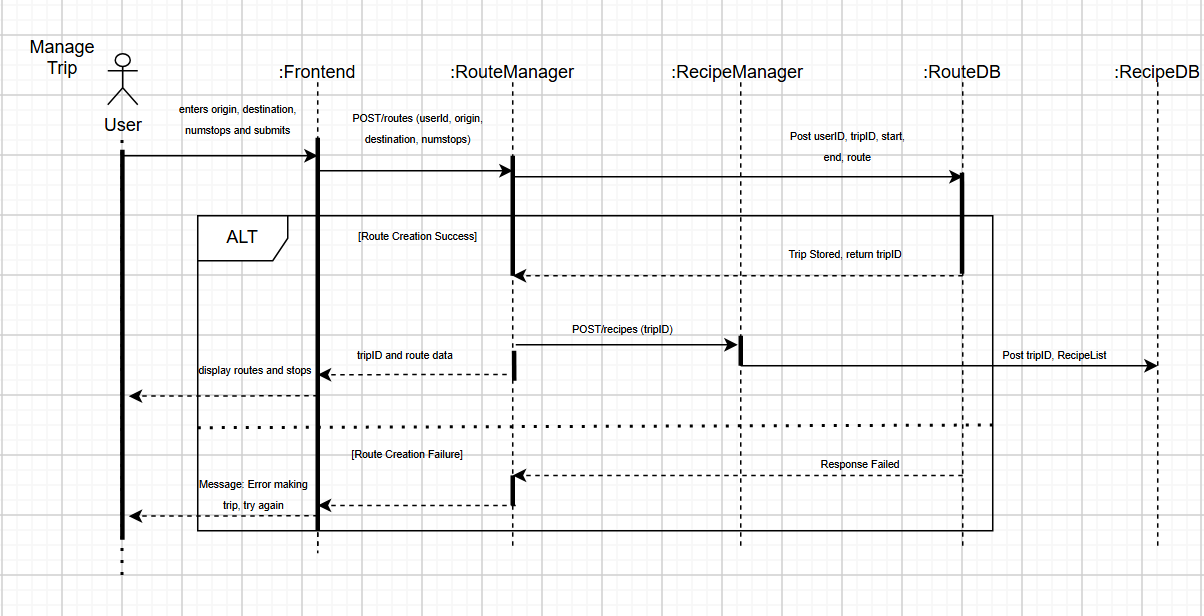 Manage
Trip
User
:Frontend
:RouteManager
:RecipeManager
:RouteDB
:RecipeDB
enters origin, destination,
numstops and submits
POST/routes (userId, origin,
destination, numstops)
Post userID, tripID, start,
end, route
ALT
[Route Creation Success]
Trip Stored, return tripID
POST/recipes (tripID)
Post tripID, RecipeList
tripID and route data
display routes and stops
[Route Creation Failure]
Response Failed
Message: Error making
trip, try again